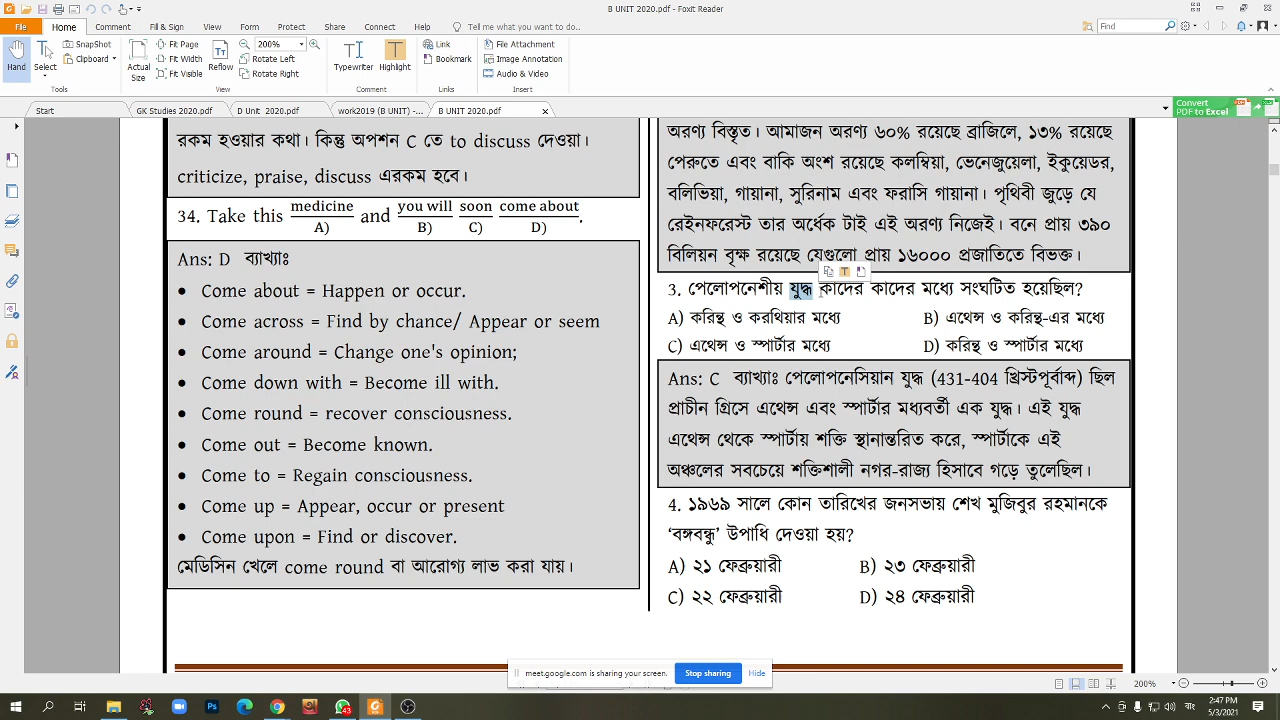 B UNIT 2020.pdf - Foxit Reader
File Home Comment Fill & Sign View Form Protect Share Connect Help Tell me what you want to do... Find
Hand
Select
SnapShot
Clipboard
Actual Size
Fit Page
Fit Width
Fit Visible
Reflow
200%
Rotate Left
Rotate Right
Typewriter
Highlight
Link
Bookmark
File Attachment
Image Annotation
Audio & Video
Tools View Comment Links Insert
Start GK Studies 2020.pdf D Unit 2020.pdf work2019 (B UNIT) -... B UNIT 2020.pdf
Convert
PDF to Excel
রকম হওয়ার কথা। কিন্তু অপশন C তে to discuss দেওয়া।
criticize, praise, discuss এরকম হবে।
34. Take this medicine and you will soon come about.
A) B) C) D)
Ans: D ব্যাখ্যাঃ
• Come about = Happen or occur.
• Come across = Find by chance/ Appear or seem
• Come around = Change one's opinion;
• Come down with = Become ill with.
• Come round = recover consciousness.
• Come out = Become known.
• Come to = Regain consciousness.
• Come up = Appear, occur or present
• Come upon = Find or discover.
মেডিসিন খেলে come round বা আরোগ্য লাভ করা যায়।
অরণ্য বিস্তৃত। আমাজন অরণ্য ৬০% রয়েছে ব্রাজিলে, ১৩% রয়েছে
পেরুতে এবং বাকি অংশ রয়েছে কলম্বিয়া, ভেনেজুয়েলা, ইকুয়েডর,
বলিভিয়া, গায়ানা, সুরিনাম এবং ফরাসি গায়ানা। পৃথিবী জুড়ে যে
রেইনফরেস্ট তার অর্ধেক টাই এই অরণ্য নিজেই। বনে প্রায় ৩৯০
বিলিয়ন বৃক্ষ রয়েছে যেগুলো প্রায় ১৬০০০ প্রজাতিতে বিভক্ত।
3. পেলোপনেশীয় যুদ্ধ কাদের কাদের মধ্যে সংঘটিত হয়েছিল?
A) করিন্থ ও করথিয়ার মধ্যে B) এথেন্স ও করিন্থ-এর মধ্যে
C) এথেন্স ও স্পার্টার মধ্যে D) করিন্থ ও স্পার্টার মধ্যে
Ans: C ব্যাখ্যাঃ পেলোপনেসিয়ান যুদ্ধ (431-404 খ্রিস্টপূর্বাব্দ) ছিল
প্রাচীন গ্রিসে এথেন্স এবং স্পার্টার মধ্যবর্তী এক যুদ্ধ। এই যুদ্ধ
এথেন্স থেকে স্পার্টায় শক্তি স্থানান্তরিত করে, স্পার্টাকে এই
অঞ্চলের সবচেয়ে শক্তিশালী নগর-রাজ্য হিসাবে গড়ে তুলেছিল।
4. ১৯৬৯ সালে কোন তারিখের জনসভায় শেখ মুজিবুর রহমানকে
‘বঙ্গবন্ধু’ উপাধি দেওয়া হয়?
A) ২১ ফেব্রুয়ারী B) ২৩ ফেব্রুয়ারী
C) ২২ ফেব্রুয়ারী D) ২৪ ফেব্রুয়ারী
meet.google.com is sharing your screen. Stop sharing Hide
200%
43
2:47 PM
5/3/2021